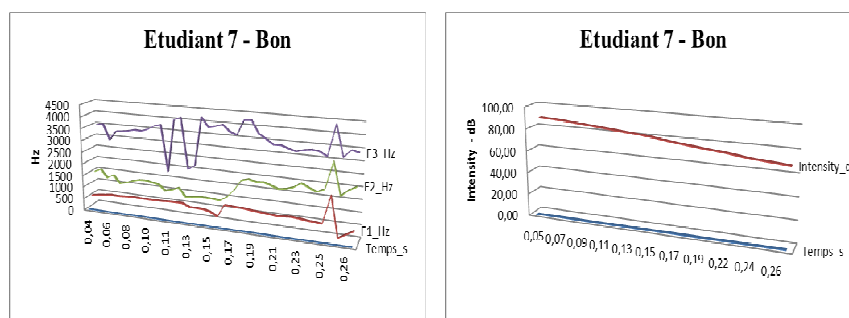 Etudiant 7 - Bon
Hz
4500
4000
3500
3000
2500
2000
1500
1000
500
0
F3_Hz
F2_Hz
F1_Hz
Temps_s
0,04
0,06
0,08
0,10
0,11
0,13
0,15
0,17
0,19
0,21
0,23
0,25
0,26
Etudiant 7 - Bon
Intensity - dB
100,00
80,00
60,00
40,00
20,00
0,00
Intensity_d
Temps_s
0,05 0,07 0,09 0,11 0,13 0,15 0,17 0,19 0,22 0,24 0,26